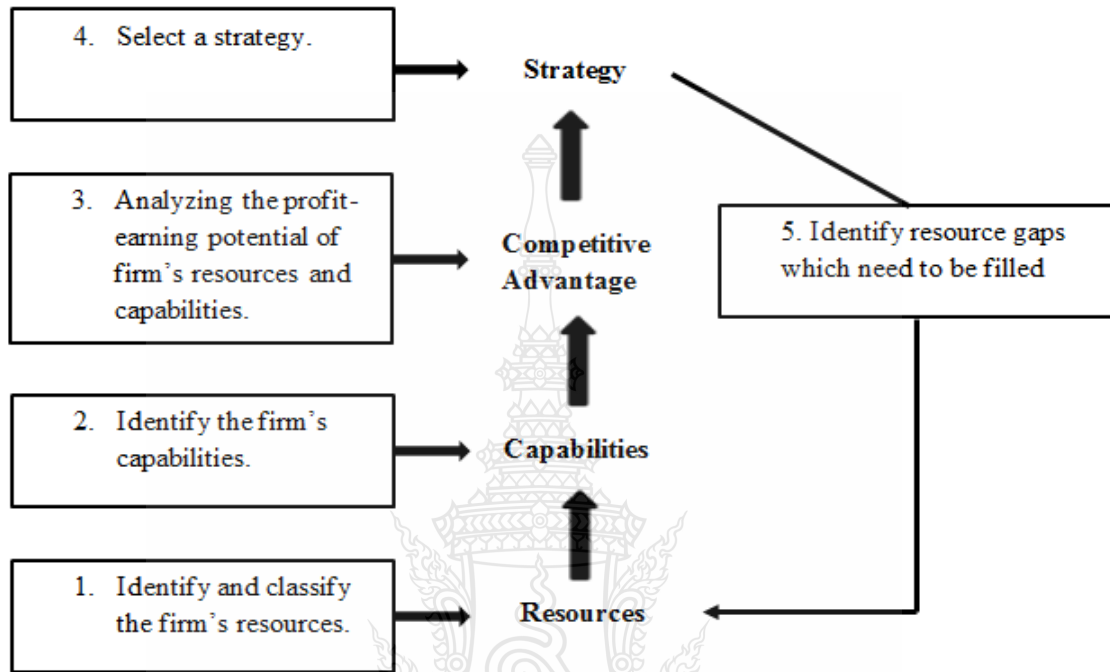 4. Select a strategy.
Strategy
3. Analyzing the profit-
earning potential of
firm's resources and
capabilities.
Competitive
Advantage
5. Identify resource gaps
which need to be filled
2. Identify the firm's
capabilities.
Capabilities
1. Identify and classify
the firm's resources.
Resources